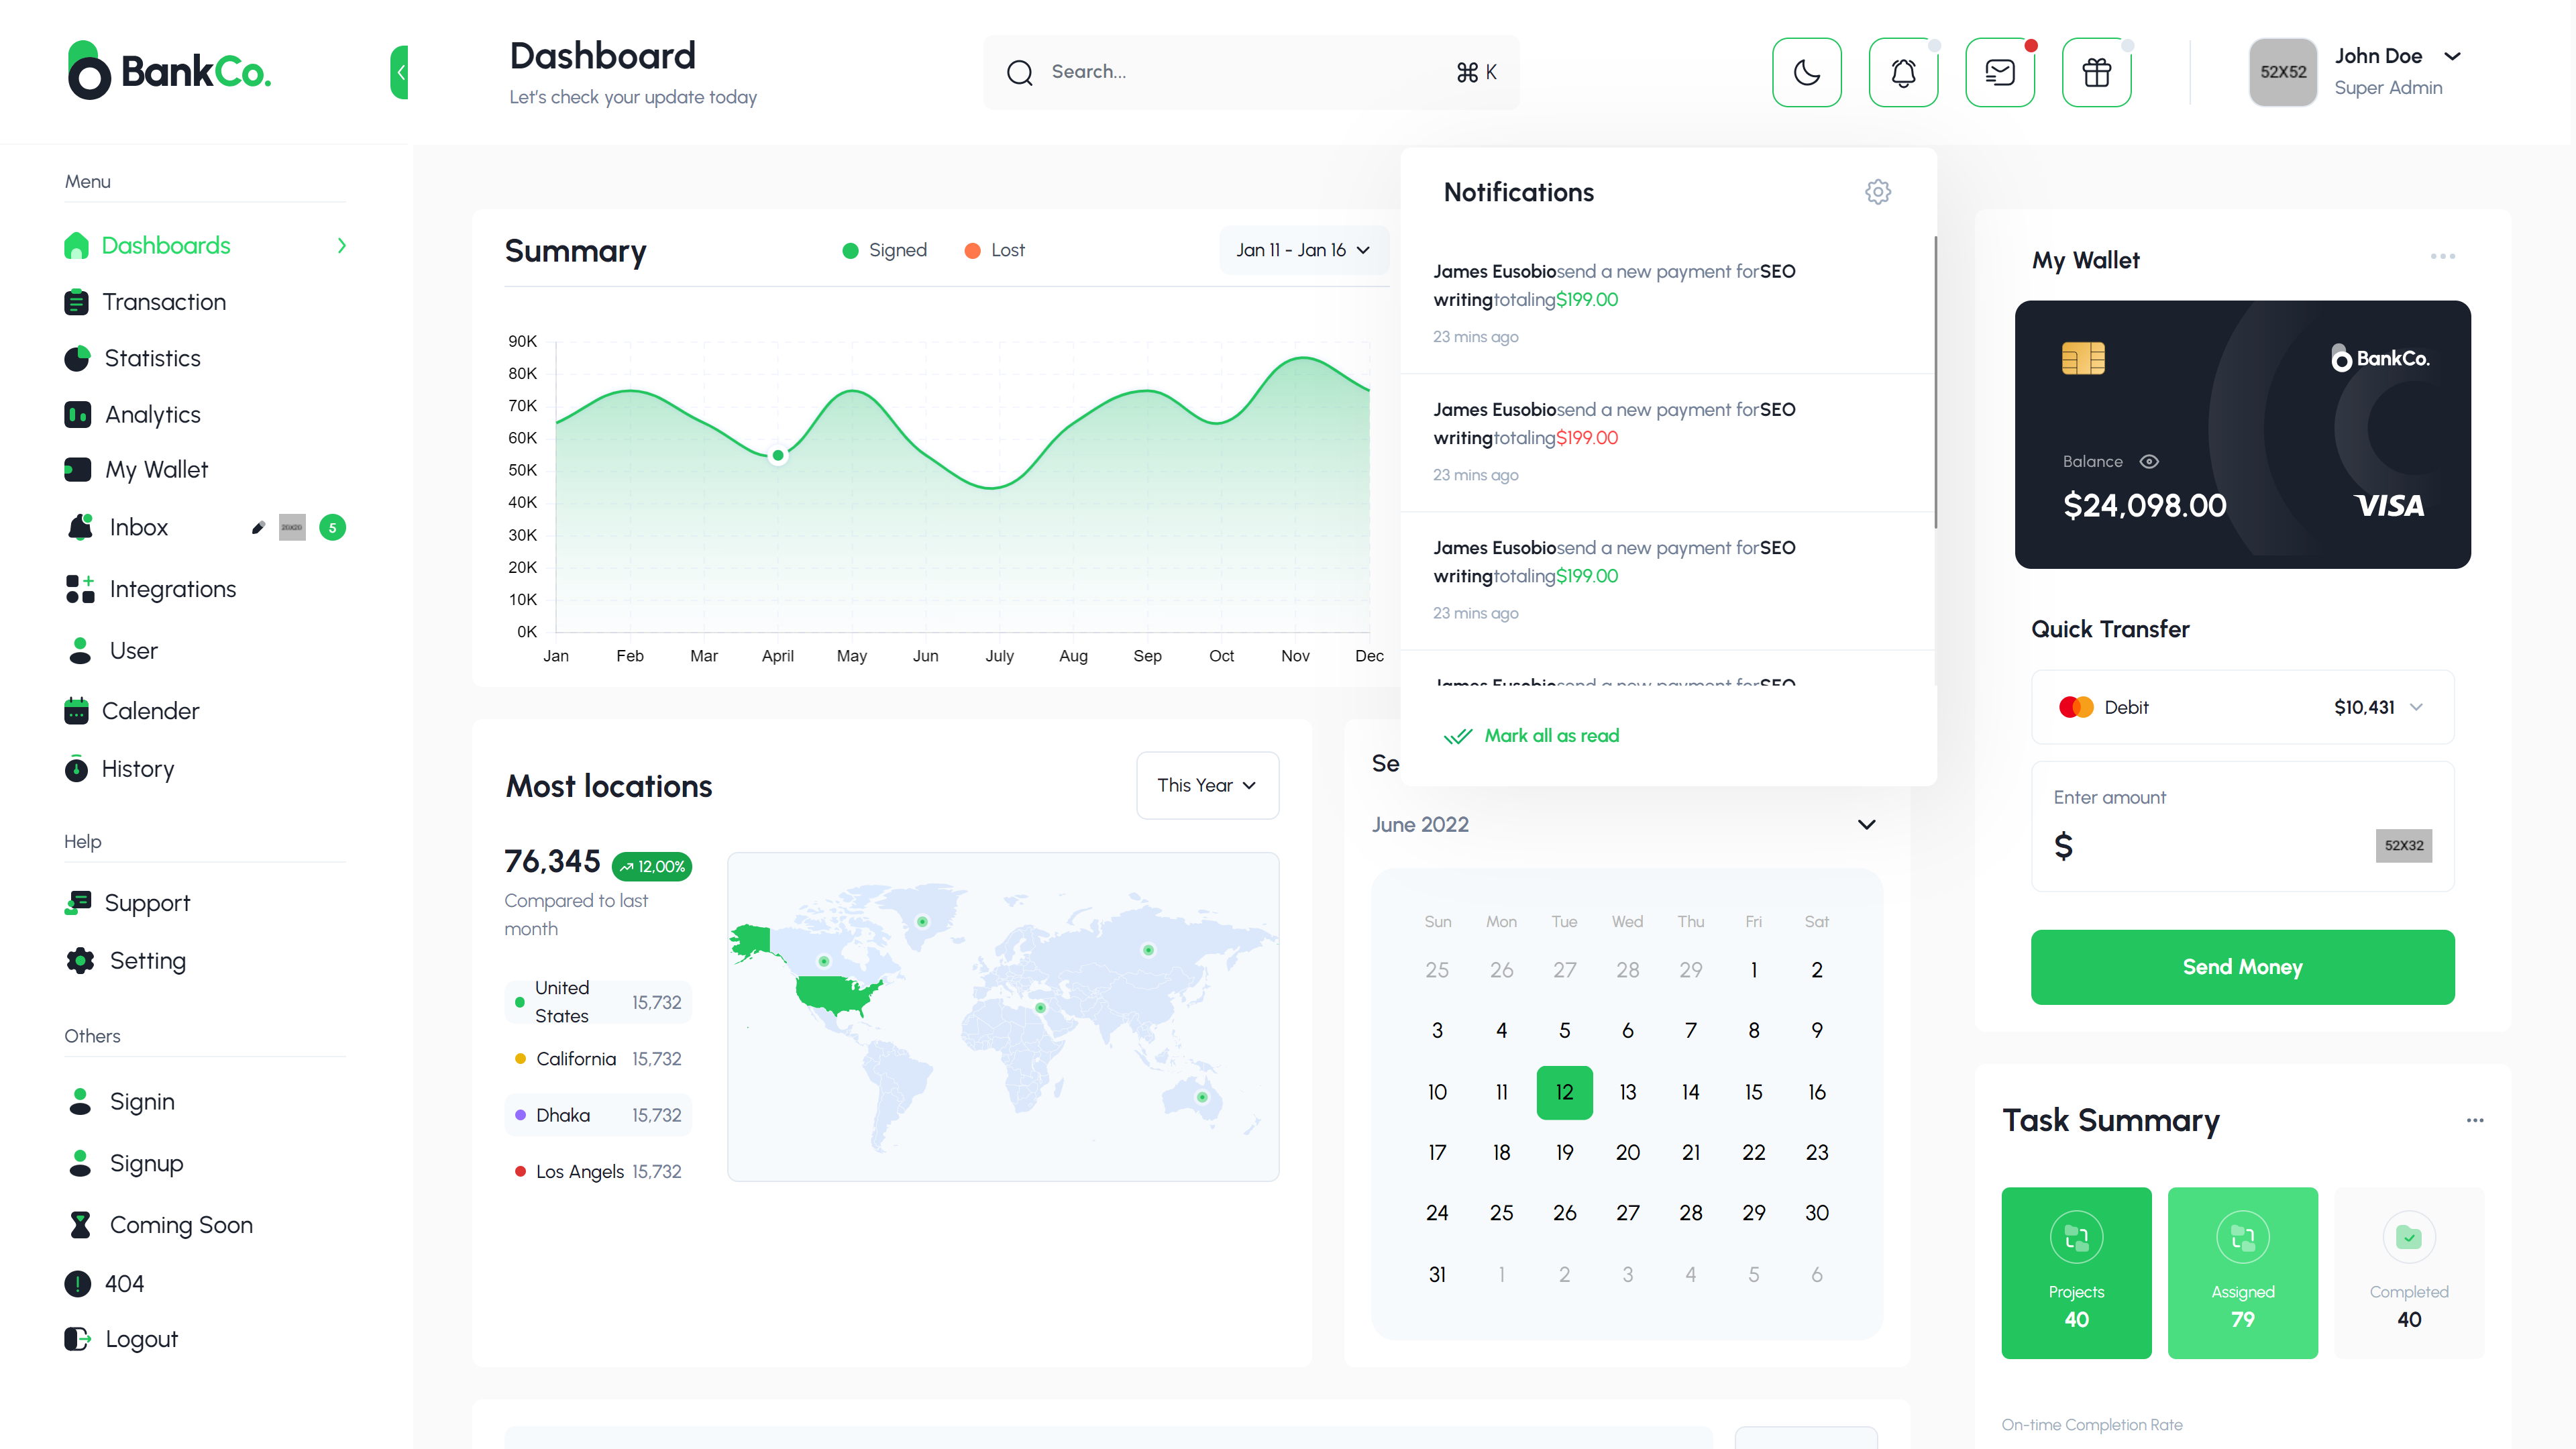 BankCo.
Dashboard
Let's check your update today
Search...
⌘ K
52X52
John Doe
Super Admin
Menu
Dashboards
Transaction
Statistics
Analytics
My Wallet
Inbox
20X20
5
Integrations
User
Calender
History
Help
Support
Setting
Others
Signin
Signup
Coming Soon
404
Logout
Summary
Signed
Lost
Jan 11 - Jan 16
90K
80K
70K
60K
50K
40K
30K
20K
10K
0K
Jan Feb Mar April May Jun July Aug Sep Oct Nov Dec
Notifications
James Eusobiosend a new payment forSEO
writingtotaling$199.00
23 mins ago
James Eusobiosend a new payment forSEO
writingtotaling$199.00
23 mins ago
James Eusobiosend a new payment forSEO
writingtotaling$199.00
23 mins ago
James Eusobiosend a new payment forSEO
Mark all as read
Most locations
This Year
76,345
12,00%
Compared to last
month
United
States
15,732
California 15,732
Dhaka 15,732
Los Angels 15,732
Se
June 2022
Sun Mon Tue Wed Thu Fri Sat
25 26 27 28 29 1 2
3 4 5 6 7 8 9
10 11 12 13 14 15 16
17 18 19 20 21 22 23
24 25 26 27 28 29 30
31 1 2 3 4 5 6
My Wallet
BankCo.
Balance
$24,098.00
VISA
Quick Transfer
Debit
$10,431
Enter amount
$
52X32
Send Money
Task Summary
Projects
40
Assigned
79
Completed
40
On-time Completion Rate